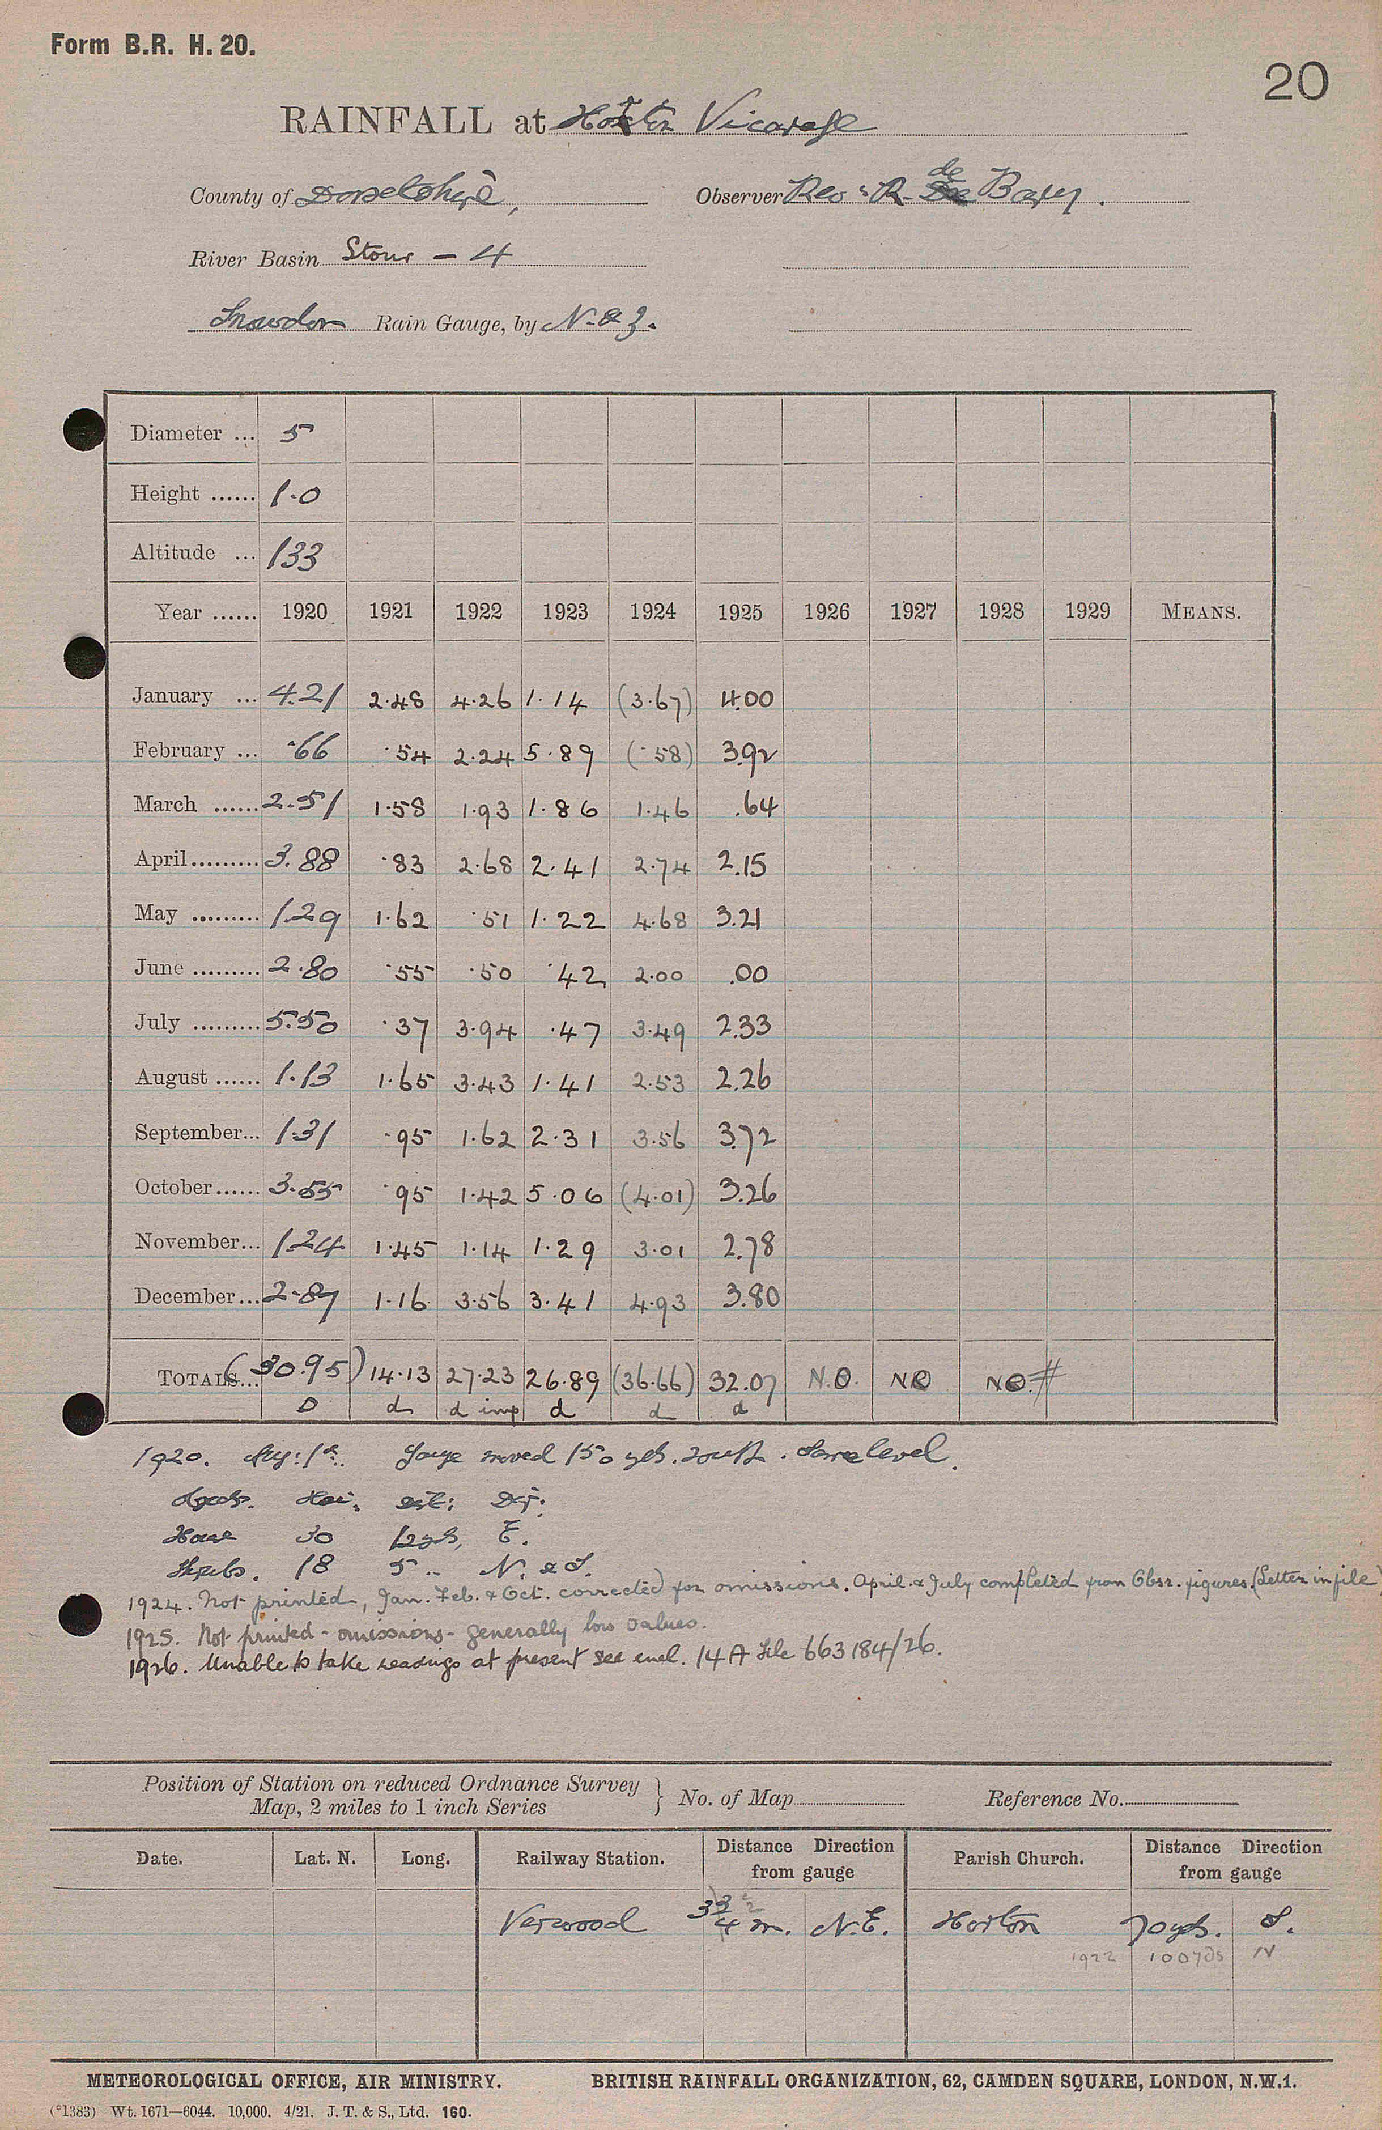 Form B.R. H. 20.
20
RAINFALL at Horton Vicarage
County of Dorsetshire, Observer Rev: R. de Bary.
River Basin Stour - 4
Snowdon Rain Gauge, by N. & Z.
Diameter ... 5
Height ...... 1.0
Altitude ... 133
Year ...... 1920 1921 1922 1923 1924 1925 1926 1927 1928 1929 MEANS.
January ... 4.21 2.48 4.26 1.14 (3.67) 4.00
February ... .66 .54 2.24 5.89 (.58) 3.92
March ...... 2.51 1.58 1.93 1.86 1.46 .64
April ......... 3.88 .83 2.68 2.41 2.74 2.15
May ......... 1.29 1.62 .51 1.22 4.68 3.21
June ......... 2.80 .55 .50 .42 2.00 .00
July ......... 5.50 .37 3.94 .47 3.49 2.33
August ...... 1.13 1.65 3.43 1.41 2.53 2.26
September... 1.31 .95 1.62 2.31 3.56 3.72
October...... 3.55 .95 1.42 5.06 (4.01) 3.26
November... 1.24 1.45 1.14 1.29 3.01 2.78
December... 2.87 1.16 3.56 3.41 4.93 3.80
TOTALS... (30.95) 14.13 27.23 26.89 (36.66) 32.07 N.O. NO NO.#
D d d imp d d d
1920. 1st. Gauge moved 150 yds. south. Same level.
Hei. Dir.
House 30 12 yds, E.
Shrubs. 18 5 .. N. & S.
1924. Not printed, Jan. Feb. & Oct. corrected for omissions. April & July completed from Obsr. figures. (Letter in file)
1925. Not printed - omissions - generally low values.
1926. Unable to take readings at present see encl. 14A File 663184/26.
Position of Station on reduced Ordnance Survey
Map, 2 miles to 1 inch Series } No. of Map Reference No.
Date. Lat. N. Long. Railway Station. Distance Direction from gauge Parish Church. Distance Direction from gauge
Verwood 3 3/4 m. N.E. Horton 70 yds. S.
1922 100 yds N
METEOROLOGICAL OFFICE, AIR MINISTRY. BRITISH RAINFALL ORGANIZATION, 62, CAMDEN SQUARE, LONDON, N.W.1.
(*1383) Wt. 1671—6044. 10,000. 4/21. J. T. & S., Ltd. 160.